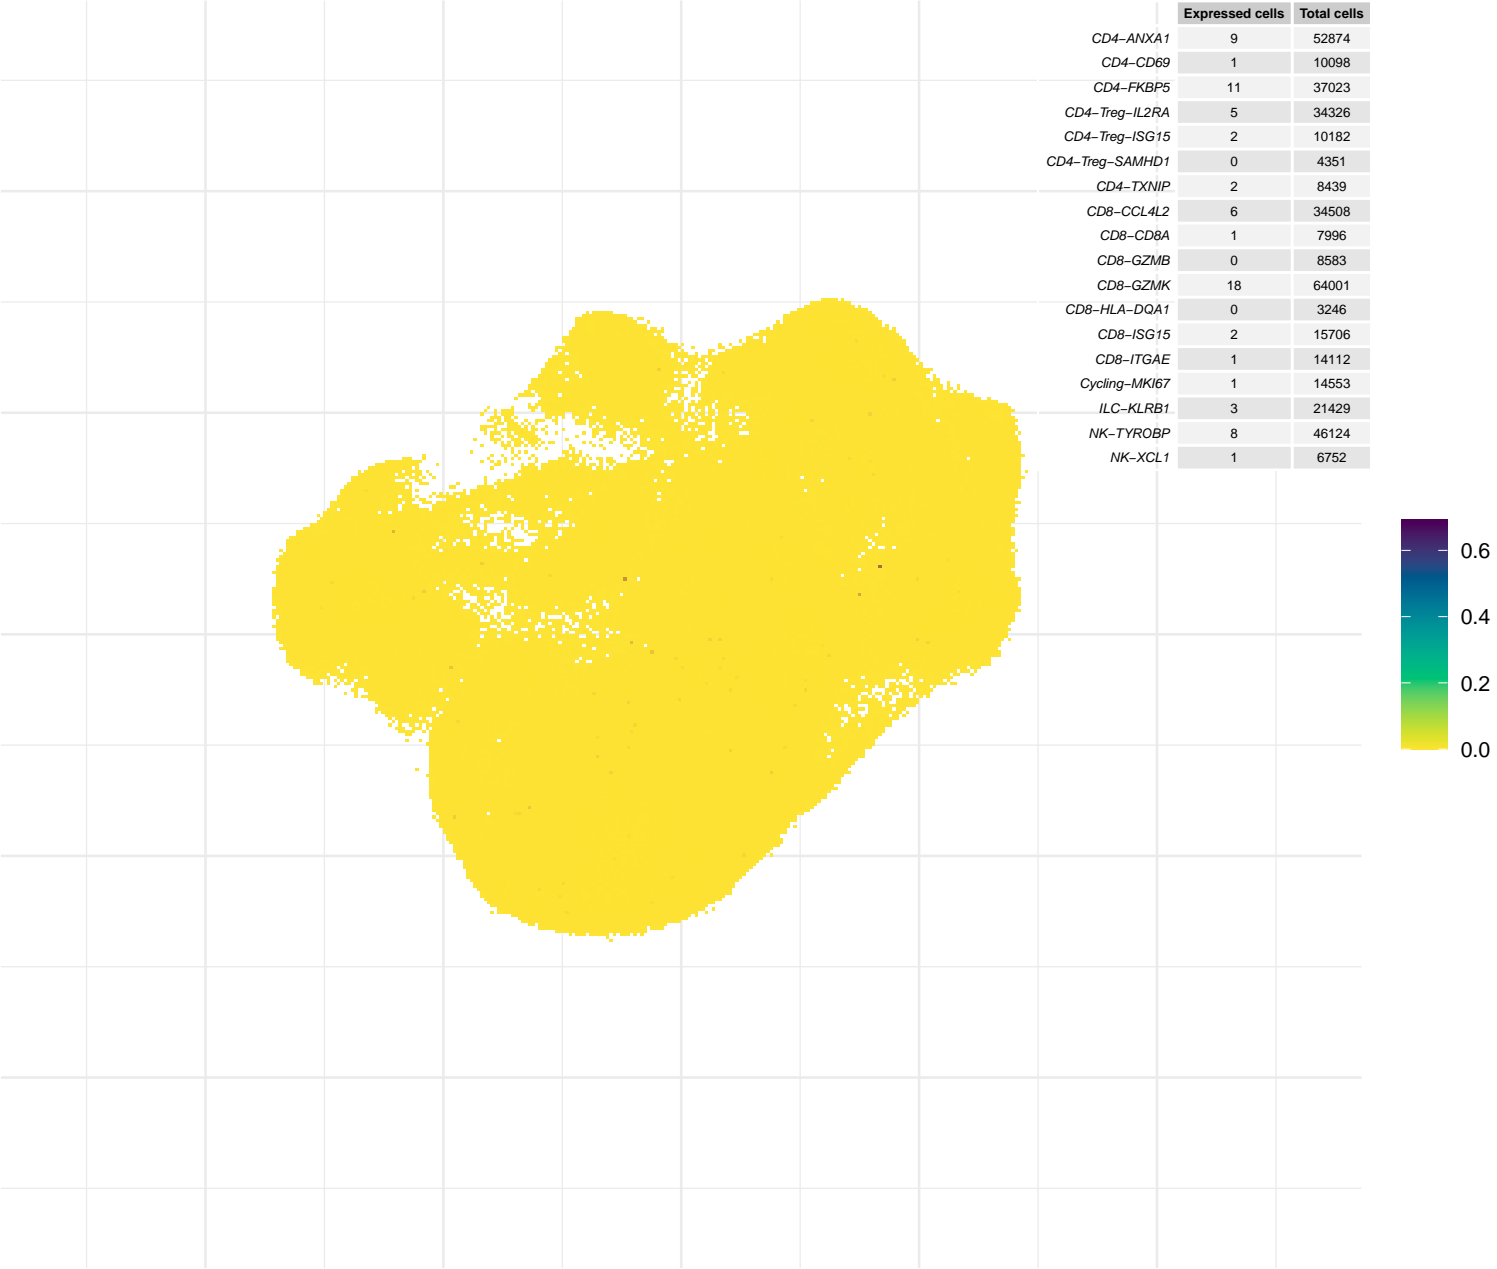 Expressed cells Total cells
CD4−ANXA1 9 52874
CD4−CD69 1 10098
CD4−FKBP5 11 37023
CD4−Treg−IL2RA 5 34326
CD4−Treg−ISG15 2 10182
CD4−Treg−SAMHD1 0 4351
CD4−TXNIP 2 8439
CD8−CCL4L2 6 34508
CD8−CD8A 1 7996
CD8−GZMB 0 8583
CD8−GZMK 18 64001
CD8−HLA−DQA1 0 3246
CD8−ISG15 2 15706
CD8−ITGAE 1 14112
Cycling−MKI67 1 14553
ILC−KLRB1 3 21429
NK−TYROBP 8 46124
NK−XCL1 1 6752
0.6
0.4
0.2
0.0